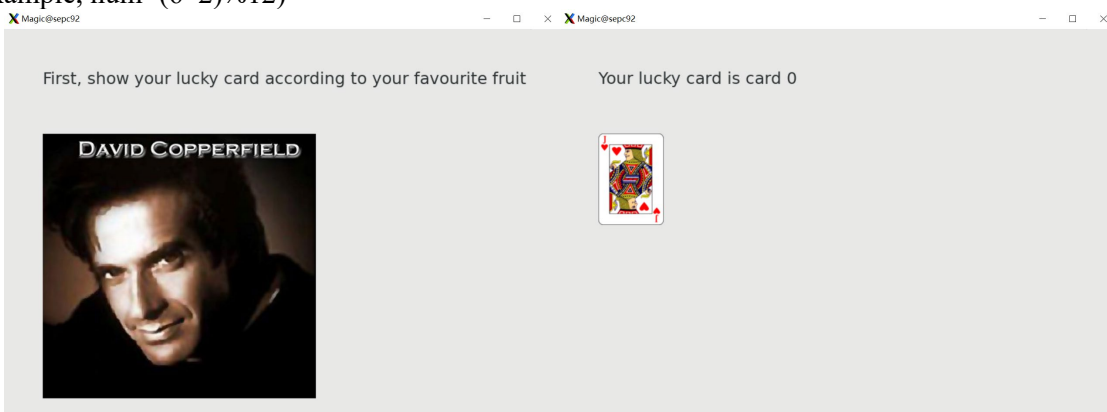 ample, num=(6*2)%12)
Magic@sepc92
First, show your lucky card according to your favourite fruit
DAVID COPPERFIELD
Magic@sepc92
Your lucky card is card 0
J
J